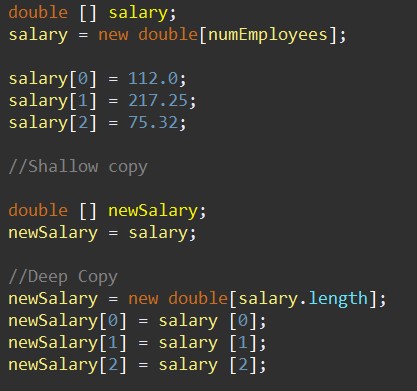 double [] salary;
salary = new double[numEmployees];
salary[0] = 112.0;
salary[1] = 217.25;
salary[2] = 75.32;
//Shallow copy
double [] newSalary;
newSalary = salary;
//Deep Copy
newSalary = new double[salary.length];
newSalary[0] = salary [0];
newSalary[1] = salary [1];
newSalary[2] = salary [2];